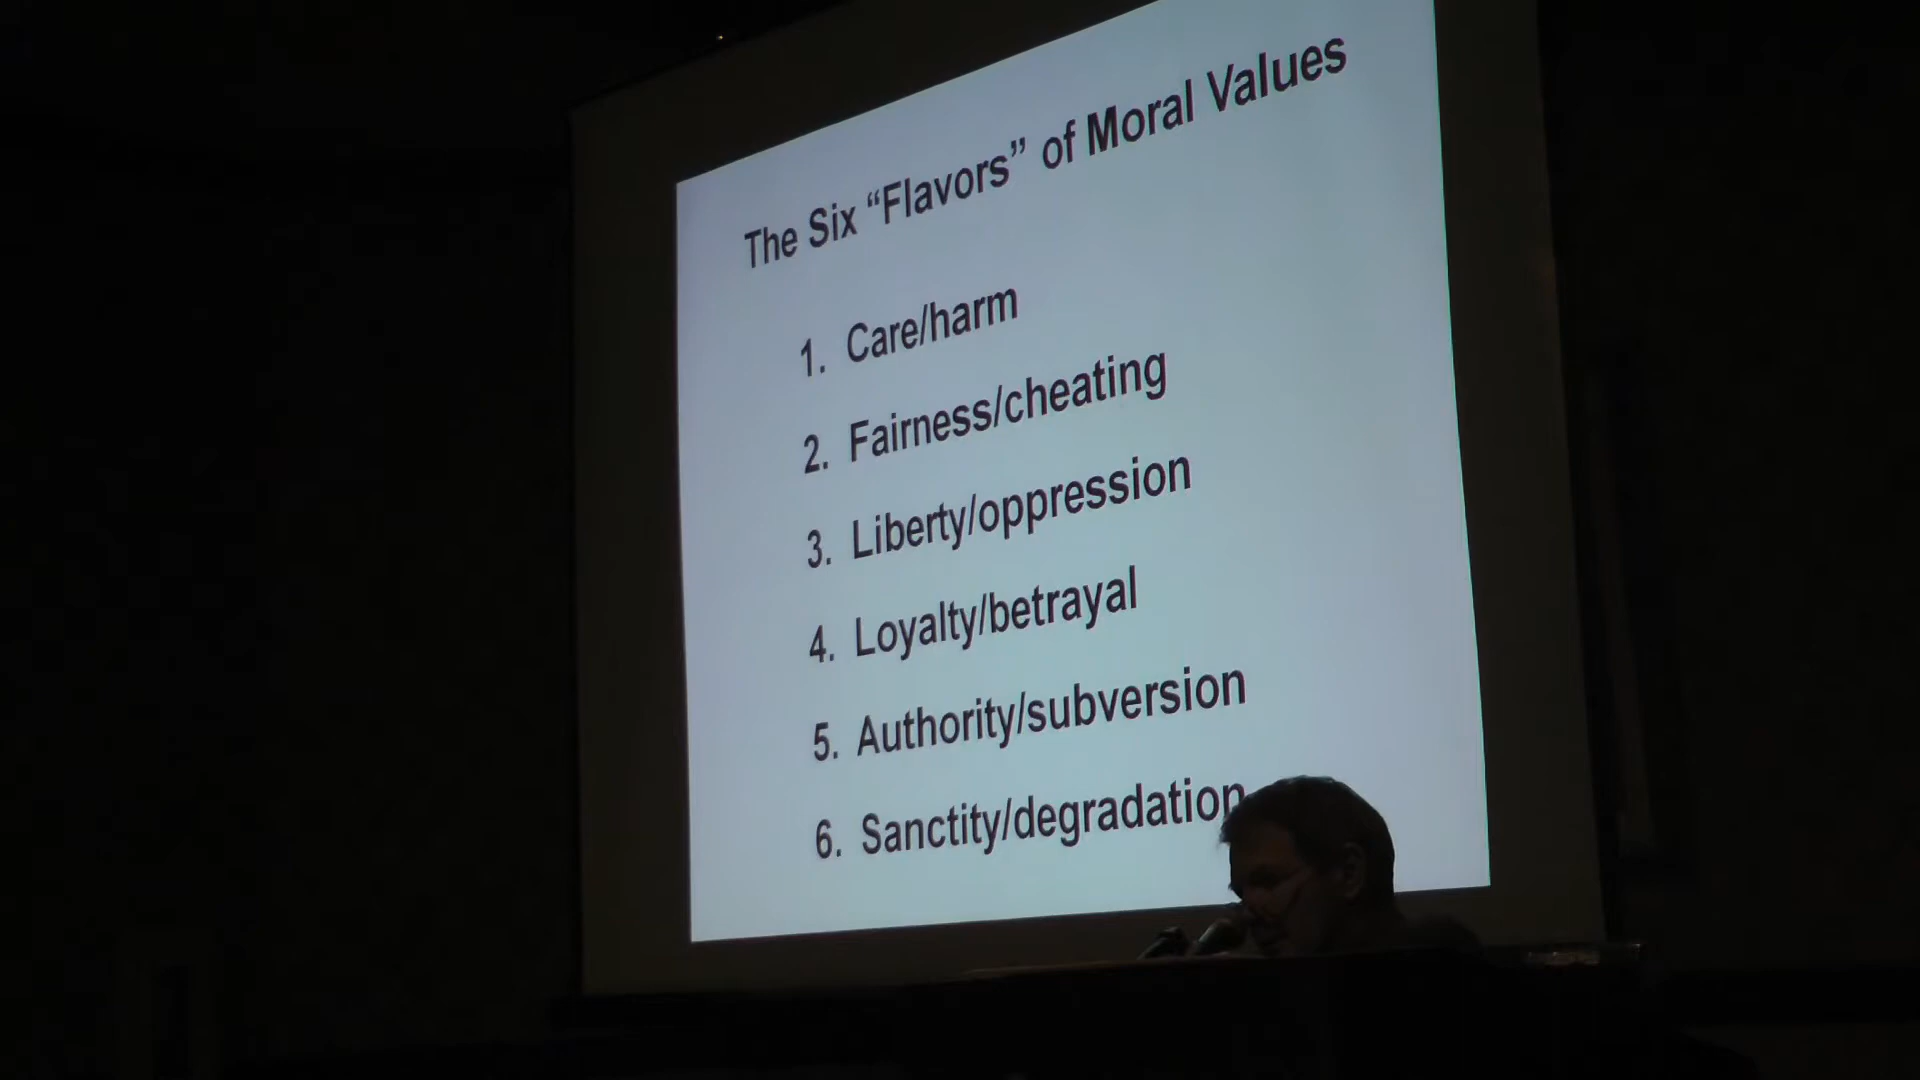 The Six “Flavors” of Moral Values
1. Care/harm
2. Fairness/cheating
3. Liberty/oppression
4. Loyalty/betrayal
5. Authority/subversion
6. Sanctity/degradation